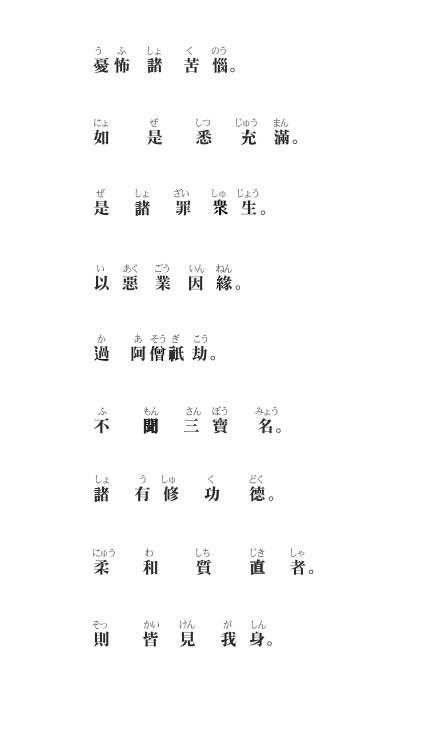 う ふ しょ く のう
憂怖諸苦惱。
にょ ぜ しつ じゅう まん
如是悉充滿。
ぜ しょ ざい しゅ じょう
是諸罪衆生。
い あく ごう いん ねん
以惡業因緣。
か あ そう ぎ こう
過阿僧祇劫。
ふ もん さん ぼう みょう
不聞三寶名。
しょ う しゅ く どく
諸有修功德。
にゅう わ しち じき しゃ
柔和質直者。
そっ かい けん が しん
則皆見我身。